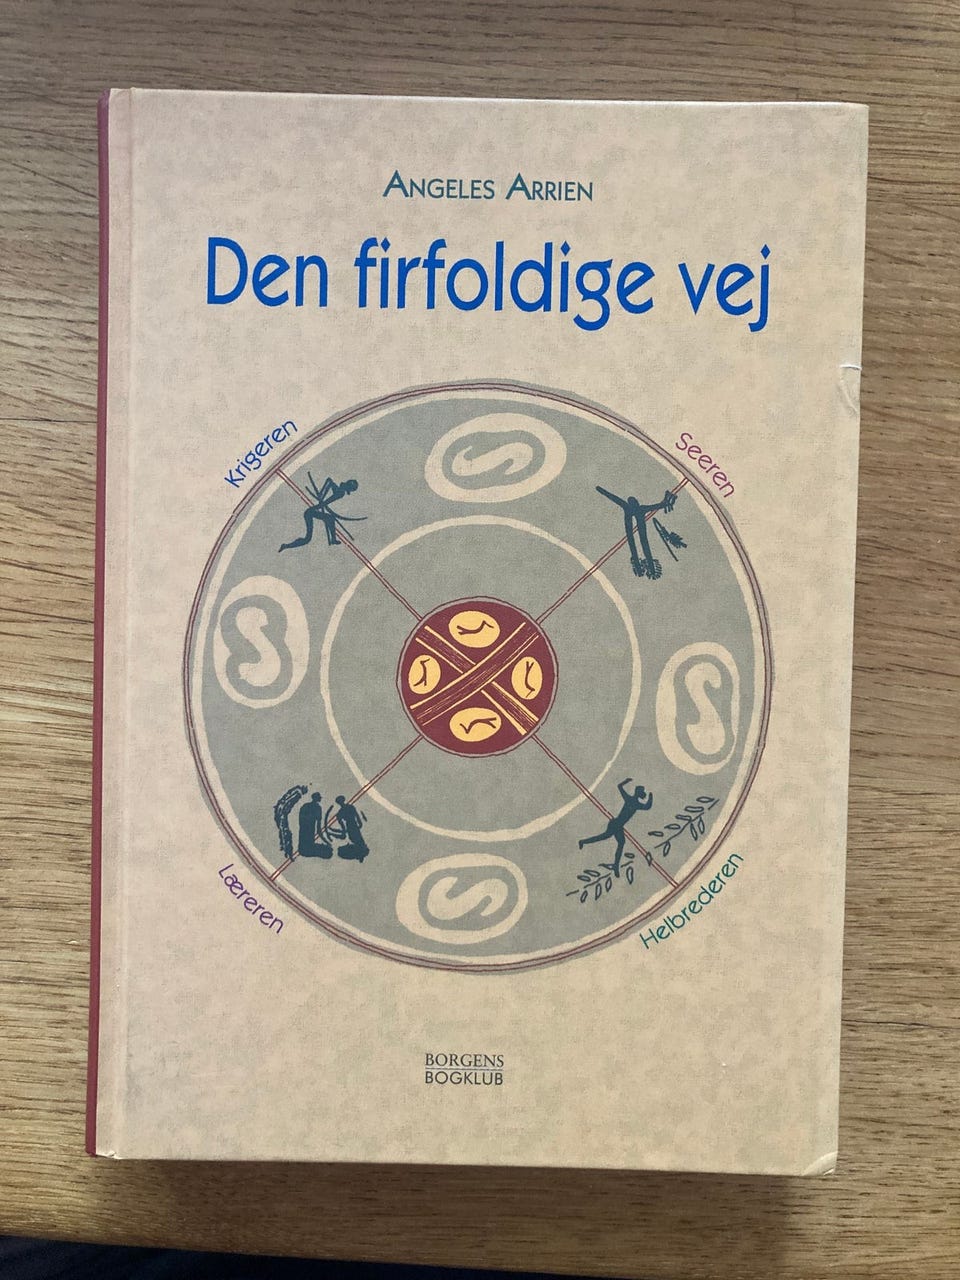 ANGELES ARRIEN
Den firfoldige vej
Krigeren
Seeren
Læreren
Helbrederen
BORGENS
BOGKLUB